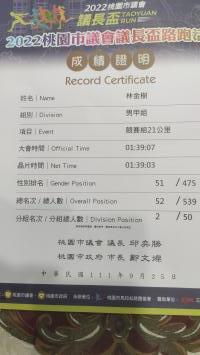 2022桃園市議會
議長盃 TAOYUAN RUN
2022桃園市議會議長盃路跑
成績證明
Record Certificate
姓名 | Name 林金樹
組別 | Division 男甲組
項目 | Event 競賽組21公里
大會時間 | Official Time 01:39:07
晶片時間 | Net Time 01:39:03
性別排名 | Gender Position 51 / 475
總名次 / 總人數 | Overall Position 52 / 539
分組名次 / 分組總人數 | Division Position 2 / 50
桃園市議會 議長 邱奕勝
桃園市政府 市長 鄭文燦
中華民國111年9月25日